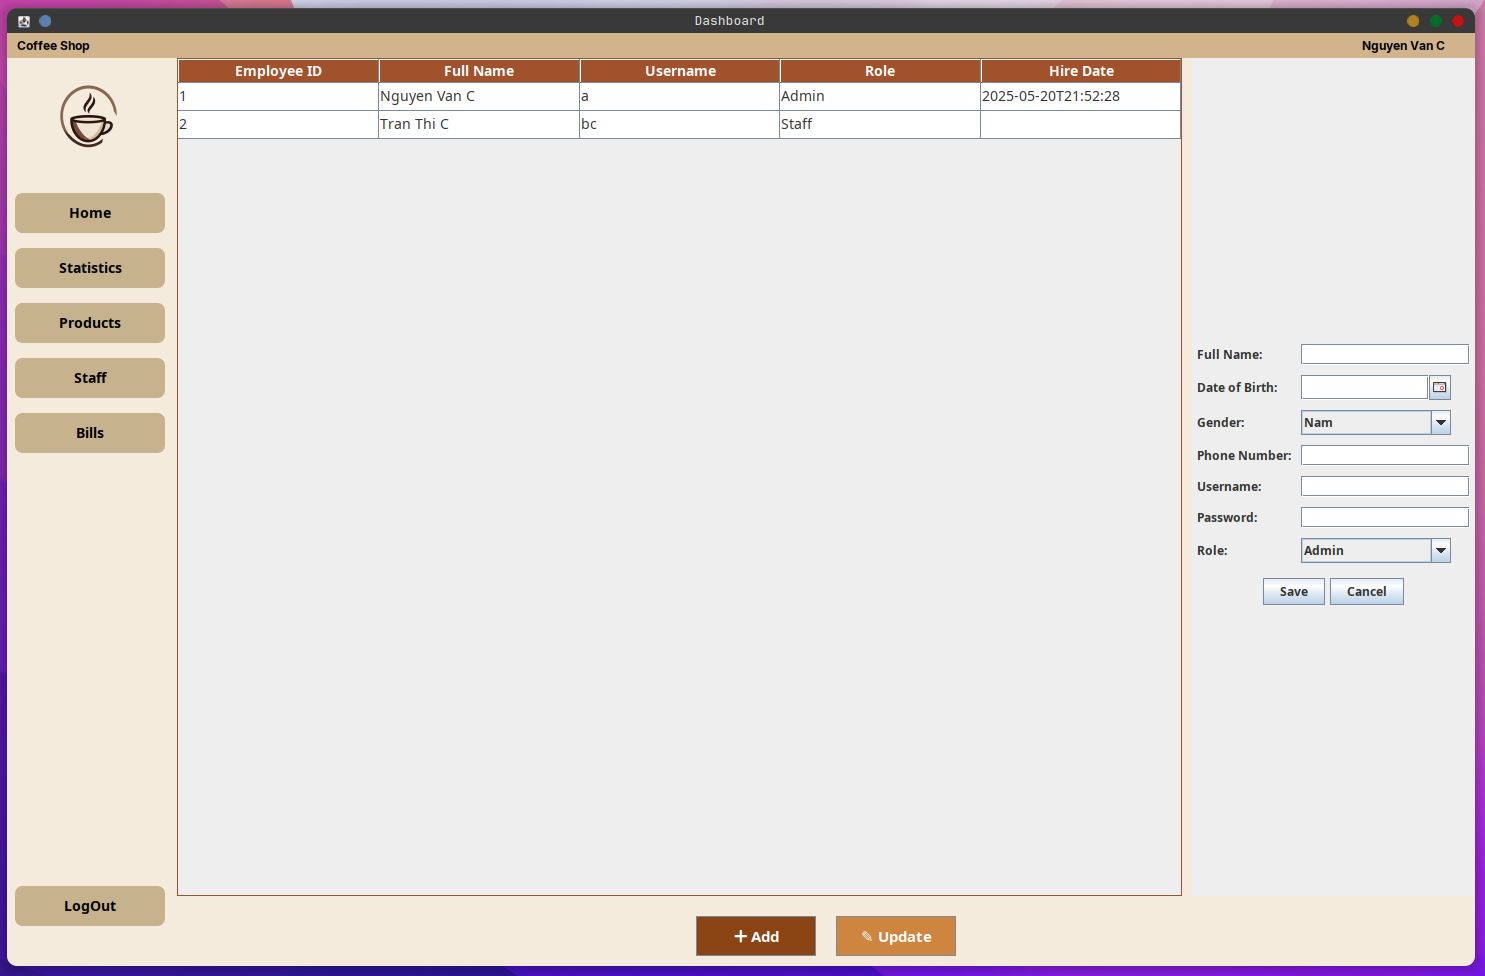 Dashboard
Coffee Shop
Nguyen Van C
Home
Statistics
Products
Staff
Bills
LogOut
Employee ID Full Name Username Role Hire Date
1 Nguyen Van C a Admin 2025-05-20T21:52:28
2 Tran Thi C bc Staff
Full Name:
Date of Birth:
Gender: Nam
Phone Number:
Username:
Password:
Role: Admin
Save Cancel
+ Add ✎ Update